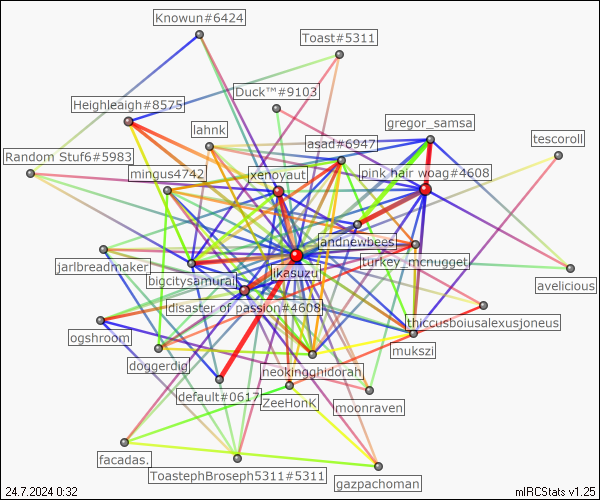 Knowun#6424
Toast#5311
Duck™#9103
Heighleaigh#8575
gregor_samsa
lahnk
tescoroll
asad#6947
Random Stuf6#5983
mingus4742
xenoyaut
pink hair woag#4608
andnewbees
turkey_mcnugget
jarlbreadmaker
likasuzu
bigcitysamurai
avelicious
disaster of passion#4608
thiccusboiusalexusjoneus
ogshroom
mukszi
doggerdig
neokingghidorah
default#0617
ZeeHonk
moonraven
facadas.
ToastephBroseph5311#5311
gazpachoman
24.7.2024 0:32
mIRCStats v1.25